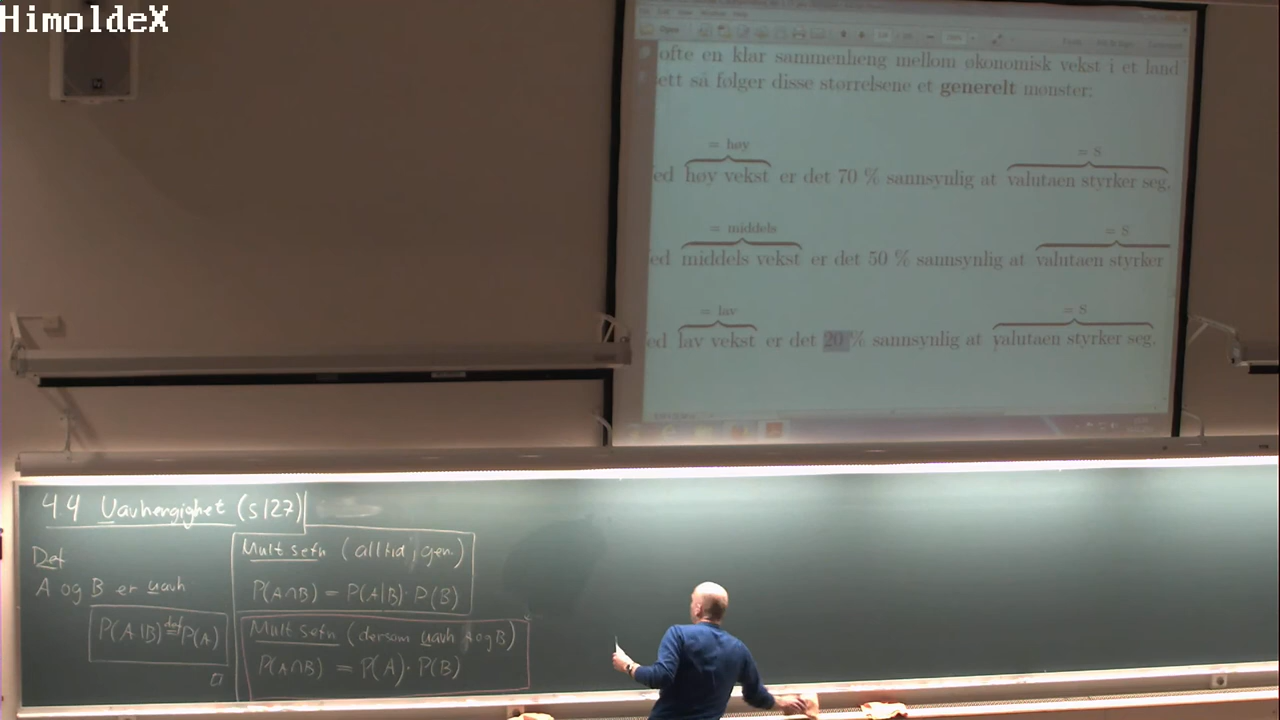 HimoldeX
Open
ofte en klar sammenheng mellom økonomisk vekst i et land
ett så følger disse størrelsene et generelt mønster:
= høy
= S
ed høy vekst er det 70 % sannsynlig at valutaen styrker seg.
= middels
= S
ed middels vekst er det 50 % sannsynlig at valutaen styrker
= lav
= S
ed lav vekst er det 20 % sannsynlig at valutaen styrker seg.
4.4 Uavhengighet (s 127)
Def
A og B er uavh
P(A|B) def= P(A)
Mult setn (alltid, gen)
P(A∩B) = P(A|B) · P(B)
Mult setn (dersom uavh A og B)
P(A∩B) = P(A) · P(B)